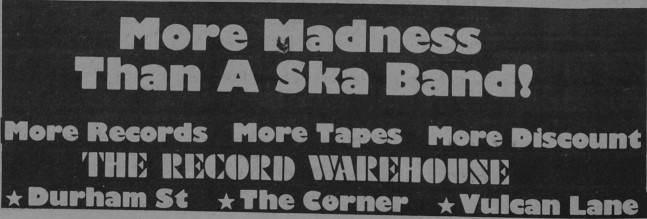 More Madness
Than A Ska Band!
More Records More Tapes More Discount
THE RECORD WAREHOUSE
★ Durham St ★ The Corner ★ Vulcan Lane